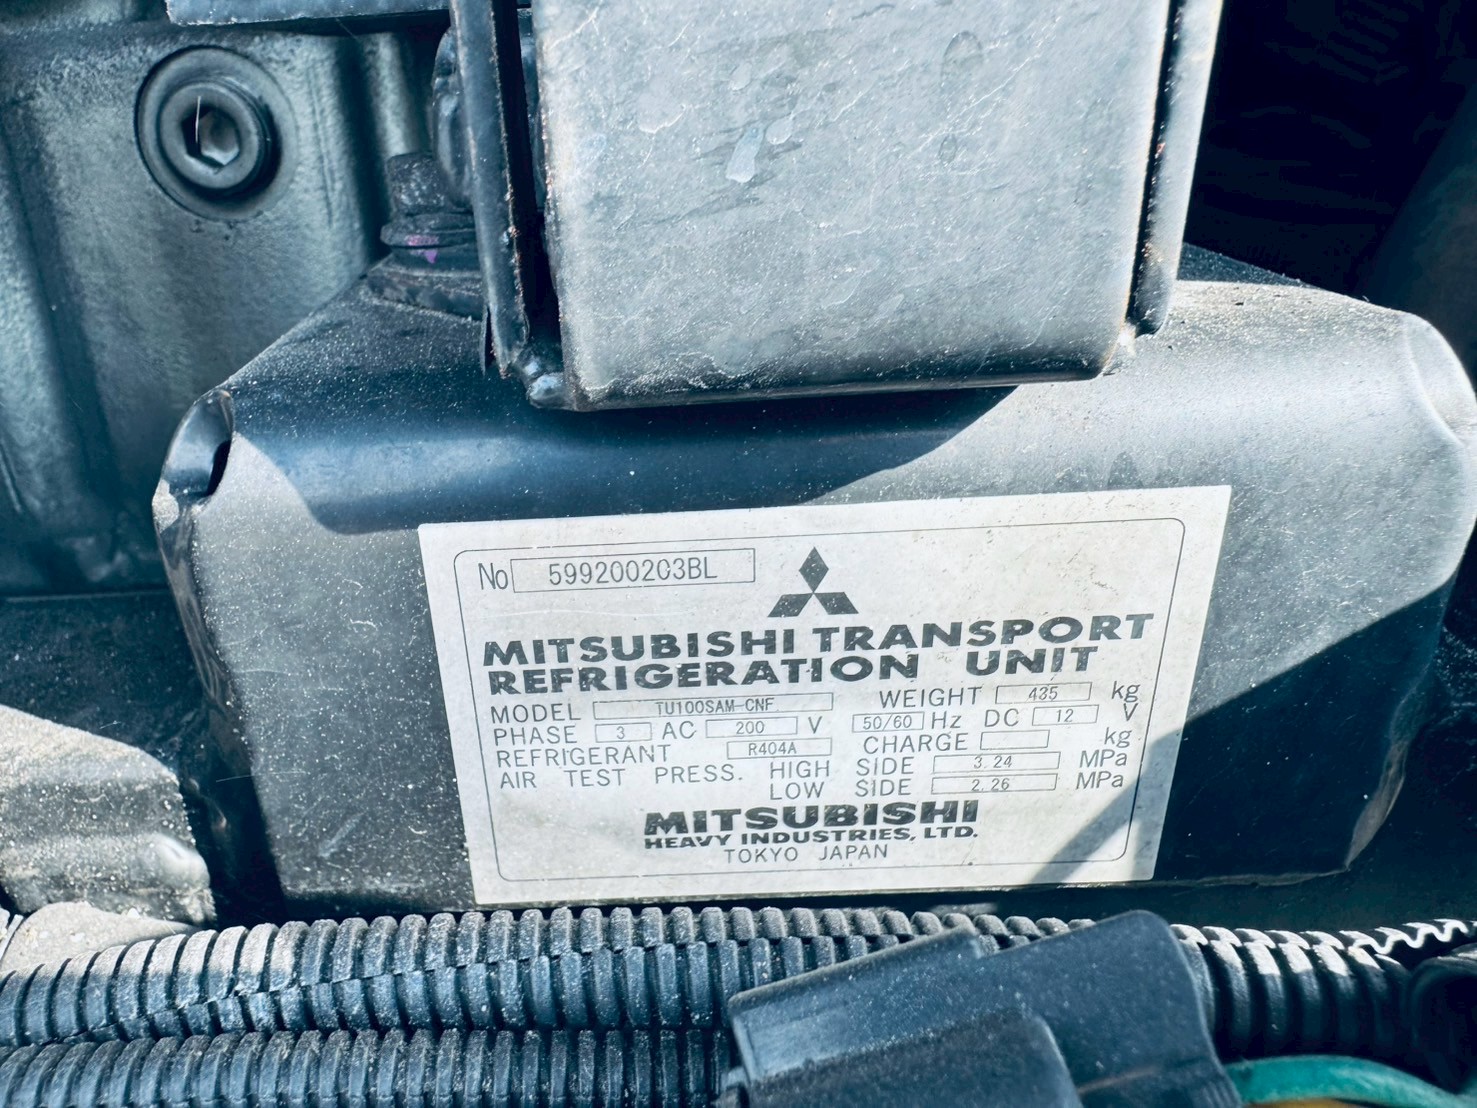 No 599200203BL
MITSUBISHI TRANSPORT
REFRIGERATION UNIT
MODEL TU100SAM-CNF WEIGHT 435 kg
PHASE 3 AC 200 V 50/60 Hz DC 12 V
REFRIGERANT R404A CHARGE kg
AIR TEST PRESS. HIGH SIDE 3.24 MPa
LOW SIDE 2.26 MPa
MITSUBISHI
HEAVY INDUSTRIES, LTD.
TOKYO JAPAN